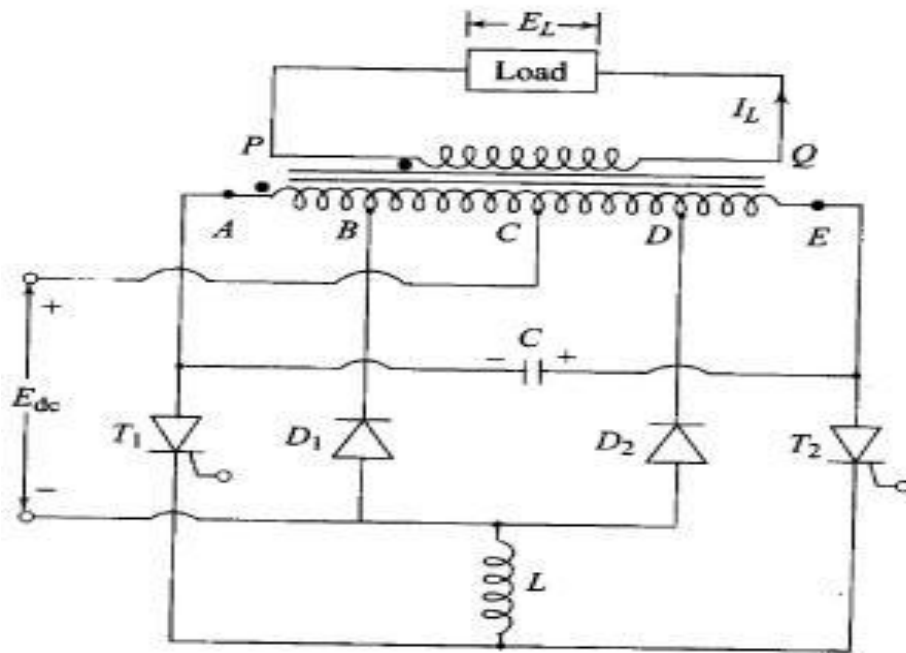 E_L
Load
I_L
P Q
A B C D E
+
− C +
E_dc
T_1 D_1 D_2 T_2
−
L